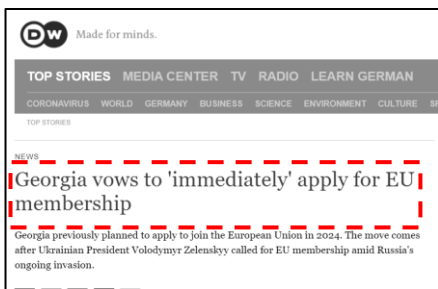 DW Made for minds.
TOP STORIES MEDIA CENTER TV RADIO LEARN GERMAN
CORONAVIRUS WORLD GERMANY BUSINESS SCIENCE ENVIRONMENT CULTURE
TOP STORIES
NEWS
Georgia vows to 'immediately' apply for EU
membership
Georgia previously planned to apply to join the European Union in 2024. The move comes
after Ukrainian President Volodymyr Zelenskyy called for EU membership amid Russia's
ongoing invasion.